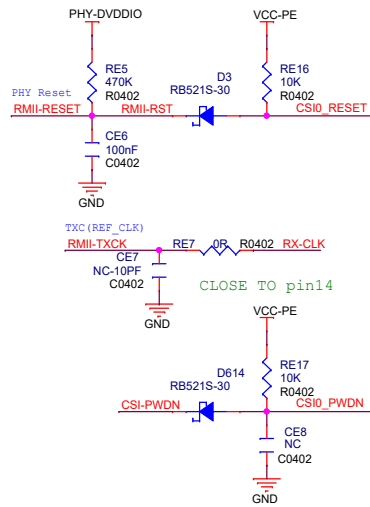 PHY-DVDDIO
VCC-PE
RE5
470K
R0402
D3
RB521S-30
RE16
10K
R0402
PHY Reset
RMII-RESET
RMII-RST
CSI0_RESET
CE6
100nF
C0402
GND
TXC(REF_CLK)
RMII-TXCK
RE7
0R
R0402
RX-CLK
CE7
NC-10PF
C0402
CLOSE TO pin14
GND
VCC-PE
D614
RB521S-30
RE17
10K
R0402
CSI-PWDN
CSI0_PWDN
CE8
NC
C0402
GND